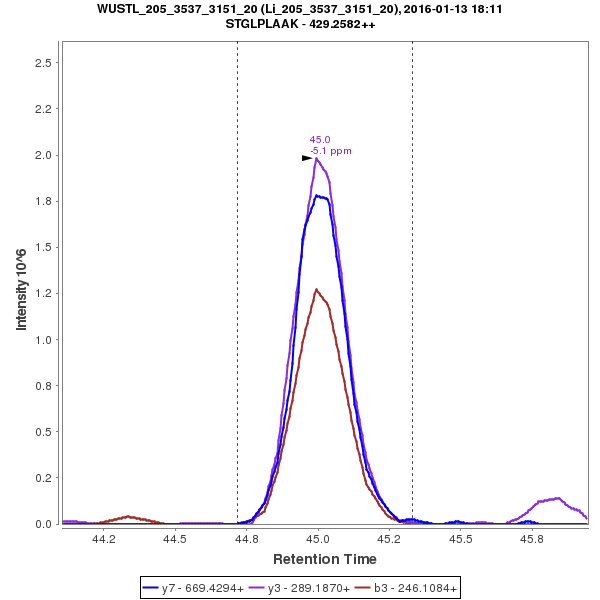 WUSTL_205_3537_3151_20 (Li_205_3537_3151_20), 2016-01-13 18:11
STGLPLAAK - 429.2582++
45.0
-5.1 ppm
2.5
2.2
2.0
1.8
1.5
1.2
1.0
0.8
0.5
0.2
0.0
Intensity 10^6
44.2 44.5 44.8 45.0 45.2 45.5 45.8
Retention Time
y7 - 669.4294+ y3 - 289.1870+ b3 - 246.1084+